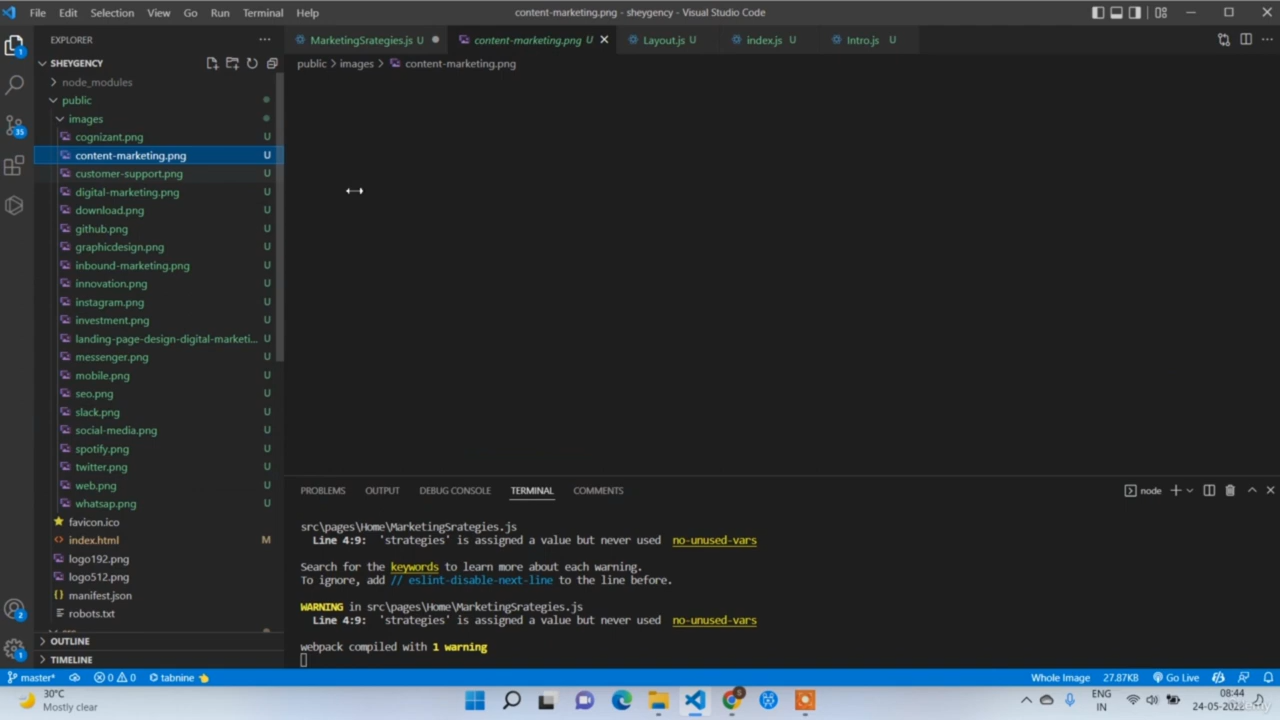 File Edit Selection View Go Run Terminal Help
content-marketing.png - sheygency - Visual Studio Code
EXPLORER
MarketingSrategies.js U
content-marketing.png U
Layout.js U
index.js U
Intro.js U
SHEYGENCY
public > images > content-marketing.png
node_modules
public
images
cognizant.png U
content-marketing.png U
customer-support.png U
digital-marketing.png U
download.png U
github.png U
graphicdesign.png U
inbound-marketing.png U
innovation.png U
instagram.png U
investment.png U
landing-page-design-digital-marketi... U
messenger.png U
mobile.png U
seo.png U
slack.png U
social-media.png U
spotify.png U
twitter.png U
web.png U
whatsap.png U
favicon.ico
index.html M
logo192.png
logo512.png
manifest.json
robots.txt
OUTLINE
TIMELINE
PROBLEMS OUTPUT DEBUG CONSOLE TERMINAL COMMENTS
node
src\pages\Home\MarketingSrategies.js
Line 4:9: 'strategies' is assigned a value but never used no-unused-vars
Search for the keywords to learn more about each warning.
To ignore, add // eslint-disable-next-line to the line before.
WARNING in src\pages\Home\MarketingSrategies.js
Line 4:9: 'strategies' is assigned a value but never used no-unused-vars
webpack compiled with 1 warning
master* 0 0 tabnine
Whole Image 27.87KB Go Live
30°C
Mostly clear
ENG
IN
08:44